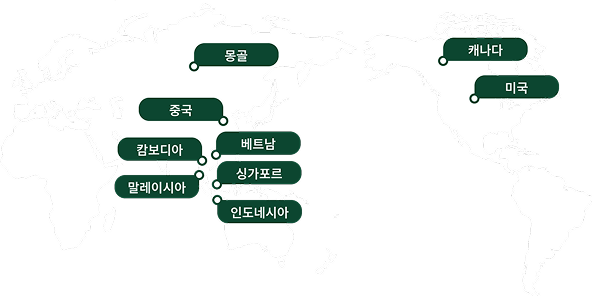 몽골
캐나다
미국
중국
캄보디아
베트남
말레이시아
싱가포르
인도네시아